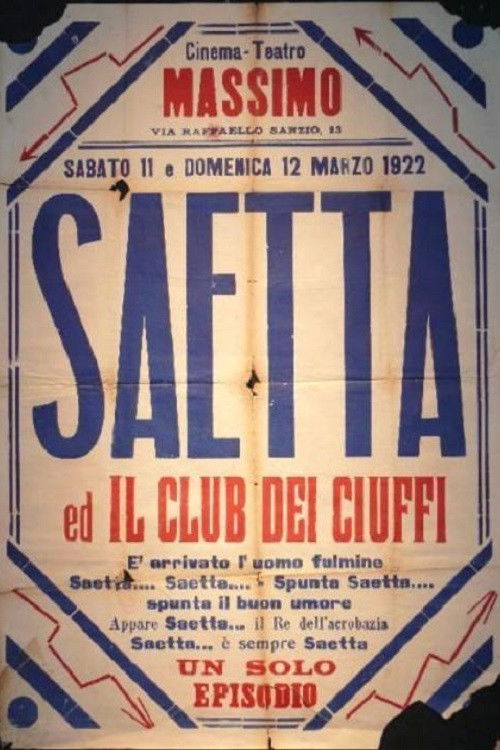 Cinema-Teatro
MASSIMO
VIA RAFFAELLO SANZIO, 13
SABATO 11 e DOMENICA 12 MARZO 1922
SAETTA
ed IL CLUB DEI CIUFFI
E' arrivato l'uomo fulmine
Saetta.... Saetta.... Spunta Saetta....
spunta il buon umore
Appare Saetta... il Re dell'acrobazia
Saetta... è sempre Saetta
UN SOLO
EPISODIO